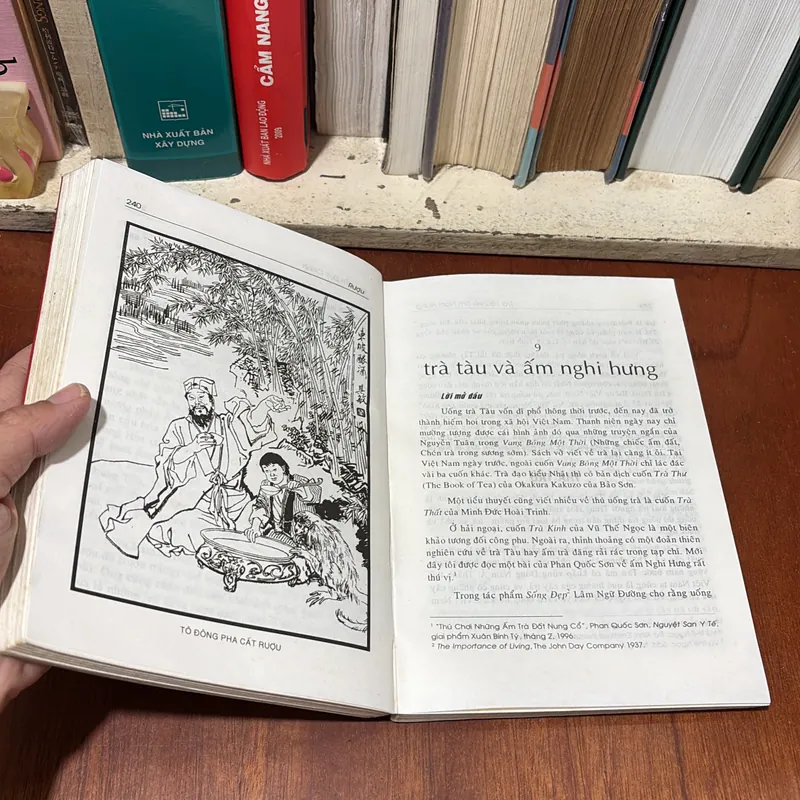 NHÀ XUẤT BẢN
XÂY DỰNG
CẨM NANG
NHÀ XUẤT BẢN LAO ĐỘNG
2009
240
RƯỢU
TÔ ĐÔNG PHA CẤT RƯỢU
9
trà tàu và ấm nghi hưng
Lời mở đầu
Uống trà Tàu vốn dĩ phổ thông thời trước, đến nay đã trở
thành hiếm hoi trong xã hội Việt Nam. Thanh niên ngày nay chỉ
mường tượng được cái hình ảnh đó qua những truyện ngắn của
Nguyễn Tuân trong Vang Bóng Một Thời (Những chiếc ấm đất,
Chén trà trong sương sớm). Sách vở viết về trà lại càng ít ỏi. Tại
Việt Nam ngày trước, ngoài cuốn Vang Bóng Một Thời chỉ lác đác
vài ba cuốn khác. Trà đạo kiểu Nhật thì có bản dịch cuốn Trà Thư
(The Book of Tea) của Okakura Kakuzo của Bảo Sơn.
Một tiểu thuyết cũng viết nhiều về thú uống trà là cuốn Trà
Thất của Minh Đức Hoài Trinh.
Ở hải ngoại, cuốn Trà Kinh của Vũ Thế Ngọc là một biên
khảo tương đối công phu. Ngoài ra, thỉnh thoảng có một đoản thiên
nghiên cứu về trà Tàu hay ấm trà đăng rải rác trong tạp chí. Mới
đây tôi được đọc một bài của Phan Quốc Sơn về ấm Nghi Hưng rất
thú vị.1
Trong tác phẩm Sống Đẹp2 Lâm Ngữ Đường cho rằng uống
1 "Thú Chơi Những Ấm Trà Đất Nung Cổ", Phan Quốc Sơn, Nguyệt San Y Tế,
giai phẩm Xuân Bính Tý, tháng 2, 1996.
2 The Importance of Living, The John Day Company 1937.